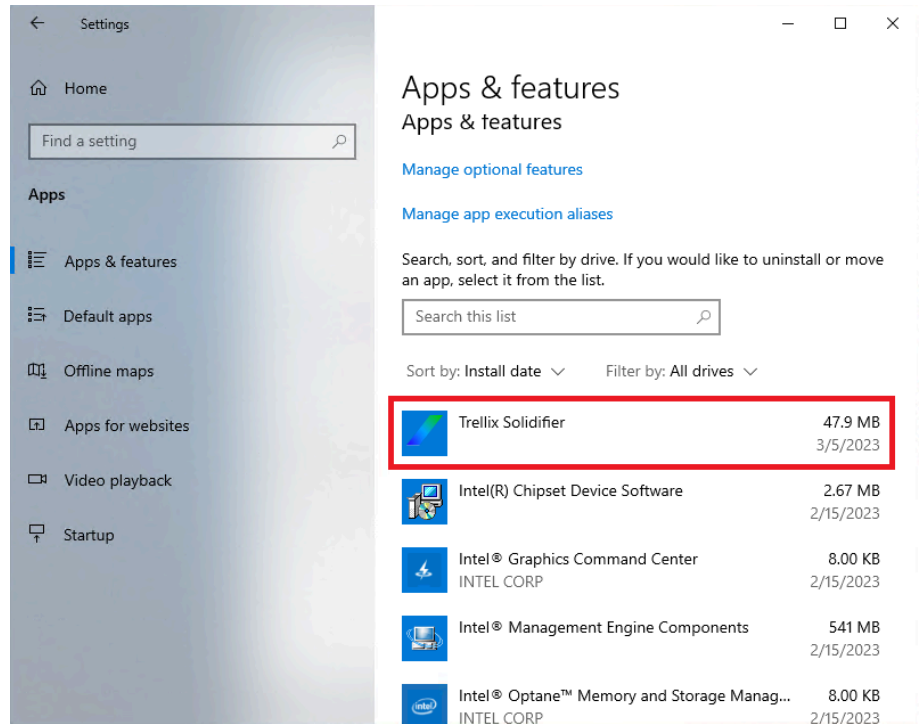 Settings
Home
Find a setting
Apps
Apps & features
Default apps
Offline maps
Apps for websites
Video playback
Startup
Apps & features
Apps & features
Manage optional features
Manage app execution aliases
Search, sort, and filter by drive. If you would like to uninstall or move
an app, select it from the list.
Search this list
Sort by: Install date Filter by: All drives
Trellix Solidifier 47.9 MB
3/5/2023
Intel(R) Chipset Device Software 2.67 MB
2/15/2023
Intel® Graphics Command Center 8.00 KB
INTEL CORP 2/15/2023
Intel® Management Engine Components 541 MB
2/15/2023
Intel® Optane™ Memory and Storage Manag... 8.00 KB
INTEL CORP 2/15/2023
intel